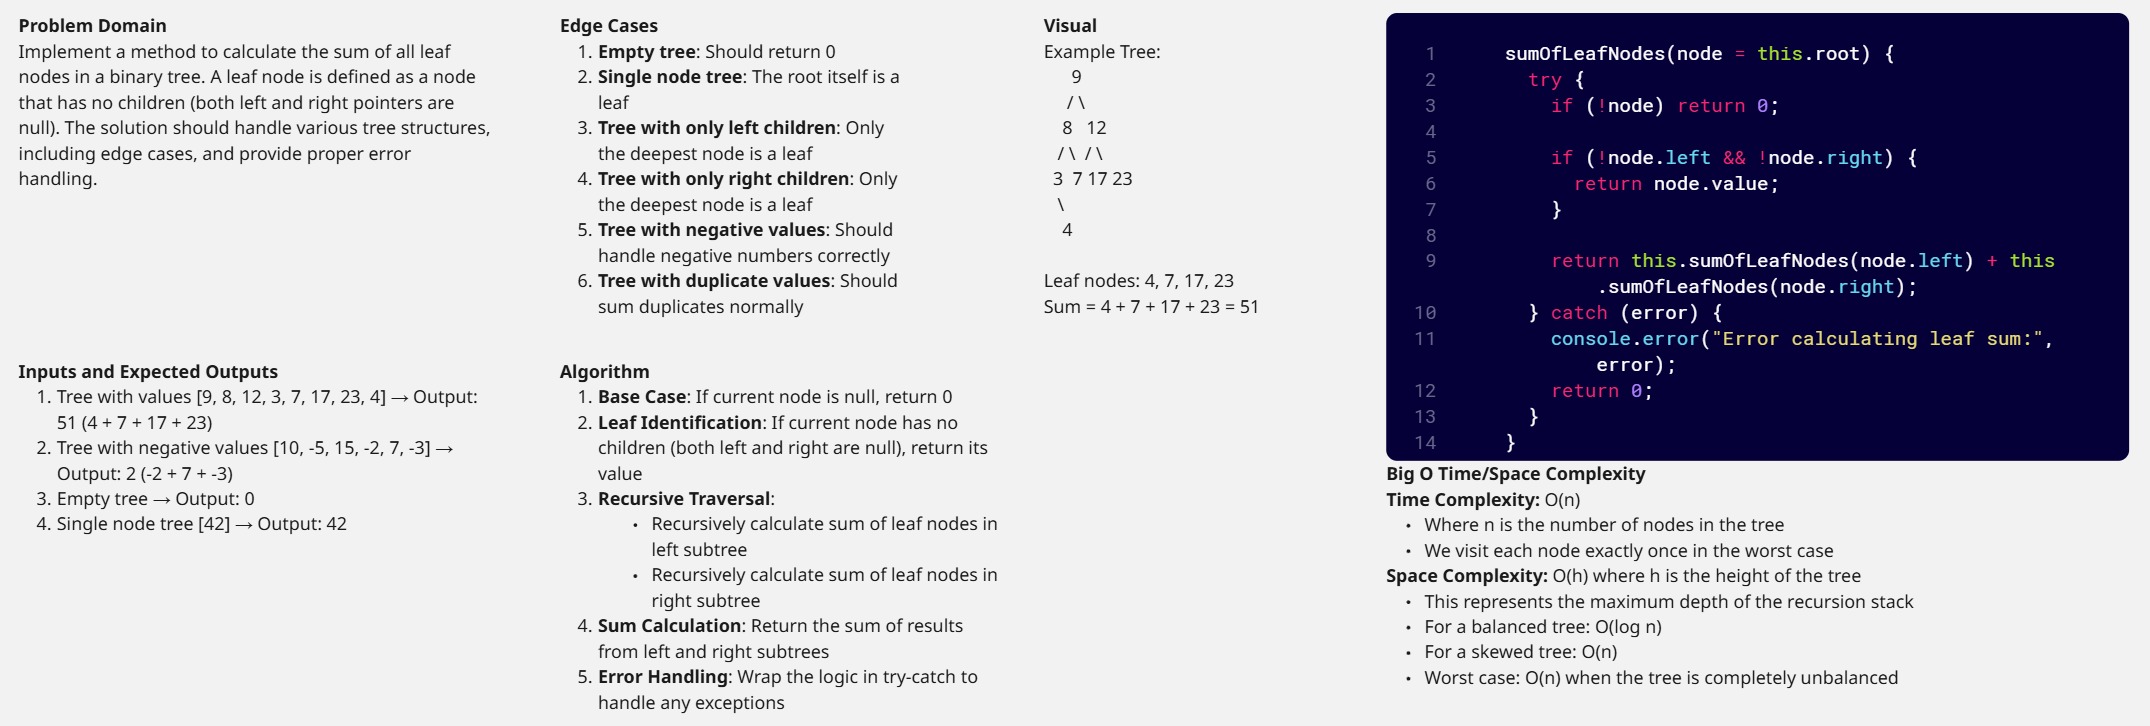 Problem Domain
Implement a method to calculate the sum of all leaf
nodes in a binary tree. A leaf node is defined as a node
that has no children (both left and right pointers are
null). The solution should handle various tree structures,
including edge cases, and provide proper error
handling.
Inputs and Expected Outputs
1. Tree with values [9, 8, 12, 3, 7, 17, 23, 4] → Output:
51 (4 + 7 + 17 + 23)
2. Tree with negative values [10, -5, 15, -2, 7, -3] →
Output: 2 (-2 + 7 + -3)
3. Empty tree → Output: 0
4. Single node tree [42] → Output: 42
Edge Cases
1. Empty tree: Should return 0
2. Single node tree: The root itself is a
leaf
3. Tree with only left children: Only
the deepest node is a leaf
4. Tree with only right children: Only
the deepest node is a leaf
5. Tree with negative values: Should
handle negative numbers correctly
6. Tree with duplicate values: Should
sum duplicates normally
Algorithm
1. Base Case: If current node is null, return 0
2. Leaf Identification: If current node has no
children (both left and right are null), return its
value
3. Recursive Traversal:
• Recursively calculate sum of leaf nodes in
left subtree
• Recursively calculate sum of leaf nodes in
right subtree
4. Sum Calculation: Return the sum of results
from left and right subtrees
5. Error Handling: Wrap the logic in try-catch to
handle any exceptions
Visual
Example Tree:
9
/ \
8 12
/ \ / \
3 7 17 23
\
4
Leaf nodes: 4, 7, 17, 23
Sum = 4 + 7 + 17 + 23 = 51
1 sumOfLeafNodes(node = this.root) {
2 try {
3 if (!node) return 0;
4
5 if (!node.left && !node.right) {
6 return node.value;
7 }
8
9 return this.sumOfLeafNodes(node.left) + this
.sumOfLeafNodes(node.right);
10 } catch (error) {
11 console.error("Error calculating leaf sum:",
error);
12 return 0;
13 }
14 }
Big O Time/Space Complexity
Time Complexity: O(n)
• Where n is the number of nodes in the tree
• We visit each node exactly once in the worst case
Space Complexity: O(h) where h is the height of the tree
• This represents the maximum depth of the recursion stack
• For a balanced tree: O(log n)
• For a skewed tree: O(n)
• Worst case: O(n) when the tree is completely unbalanced